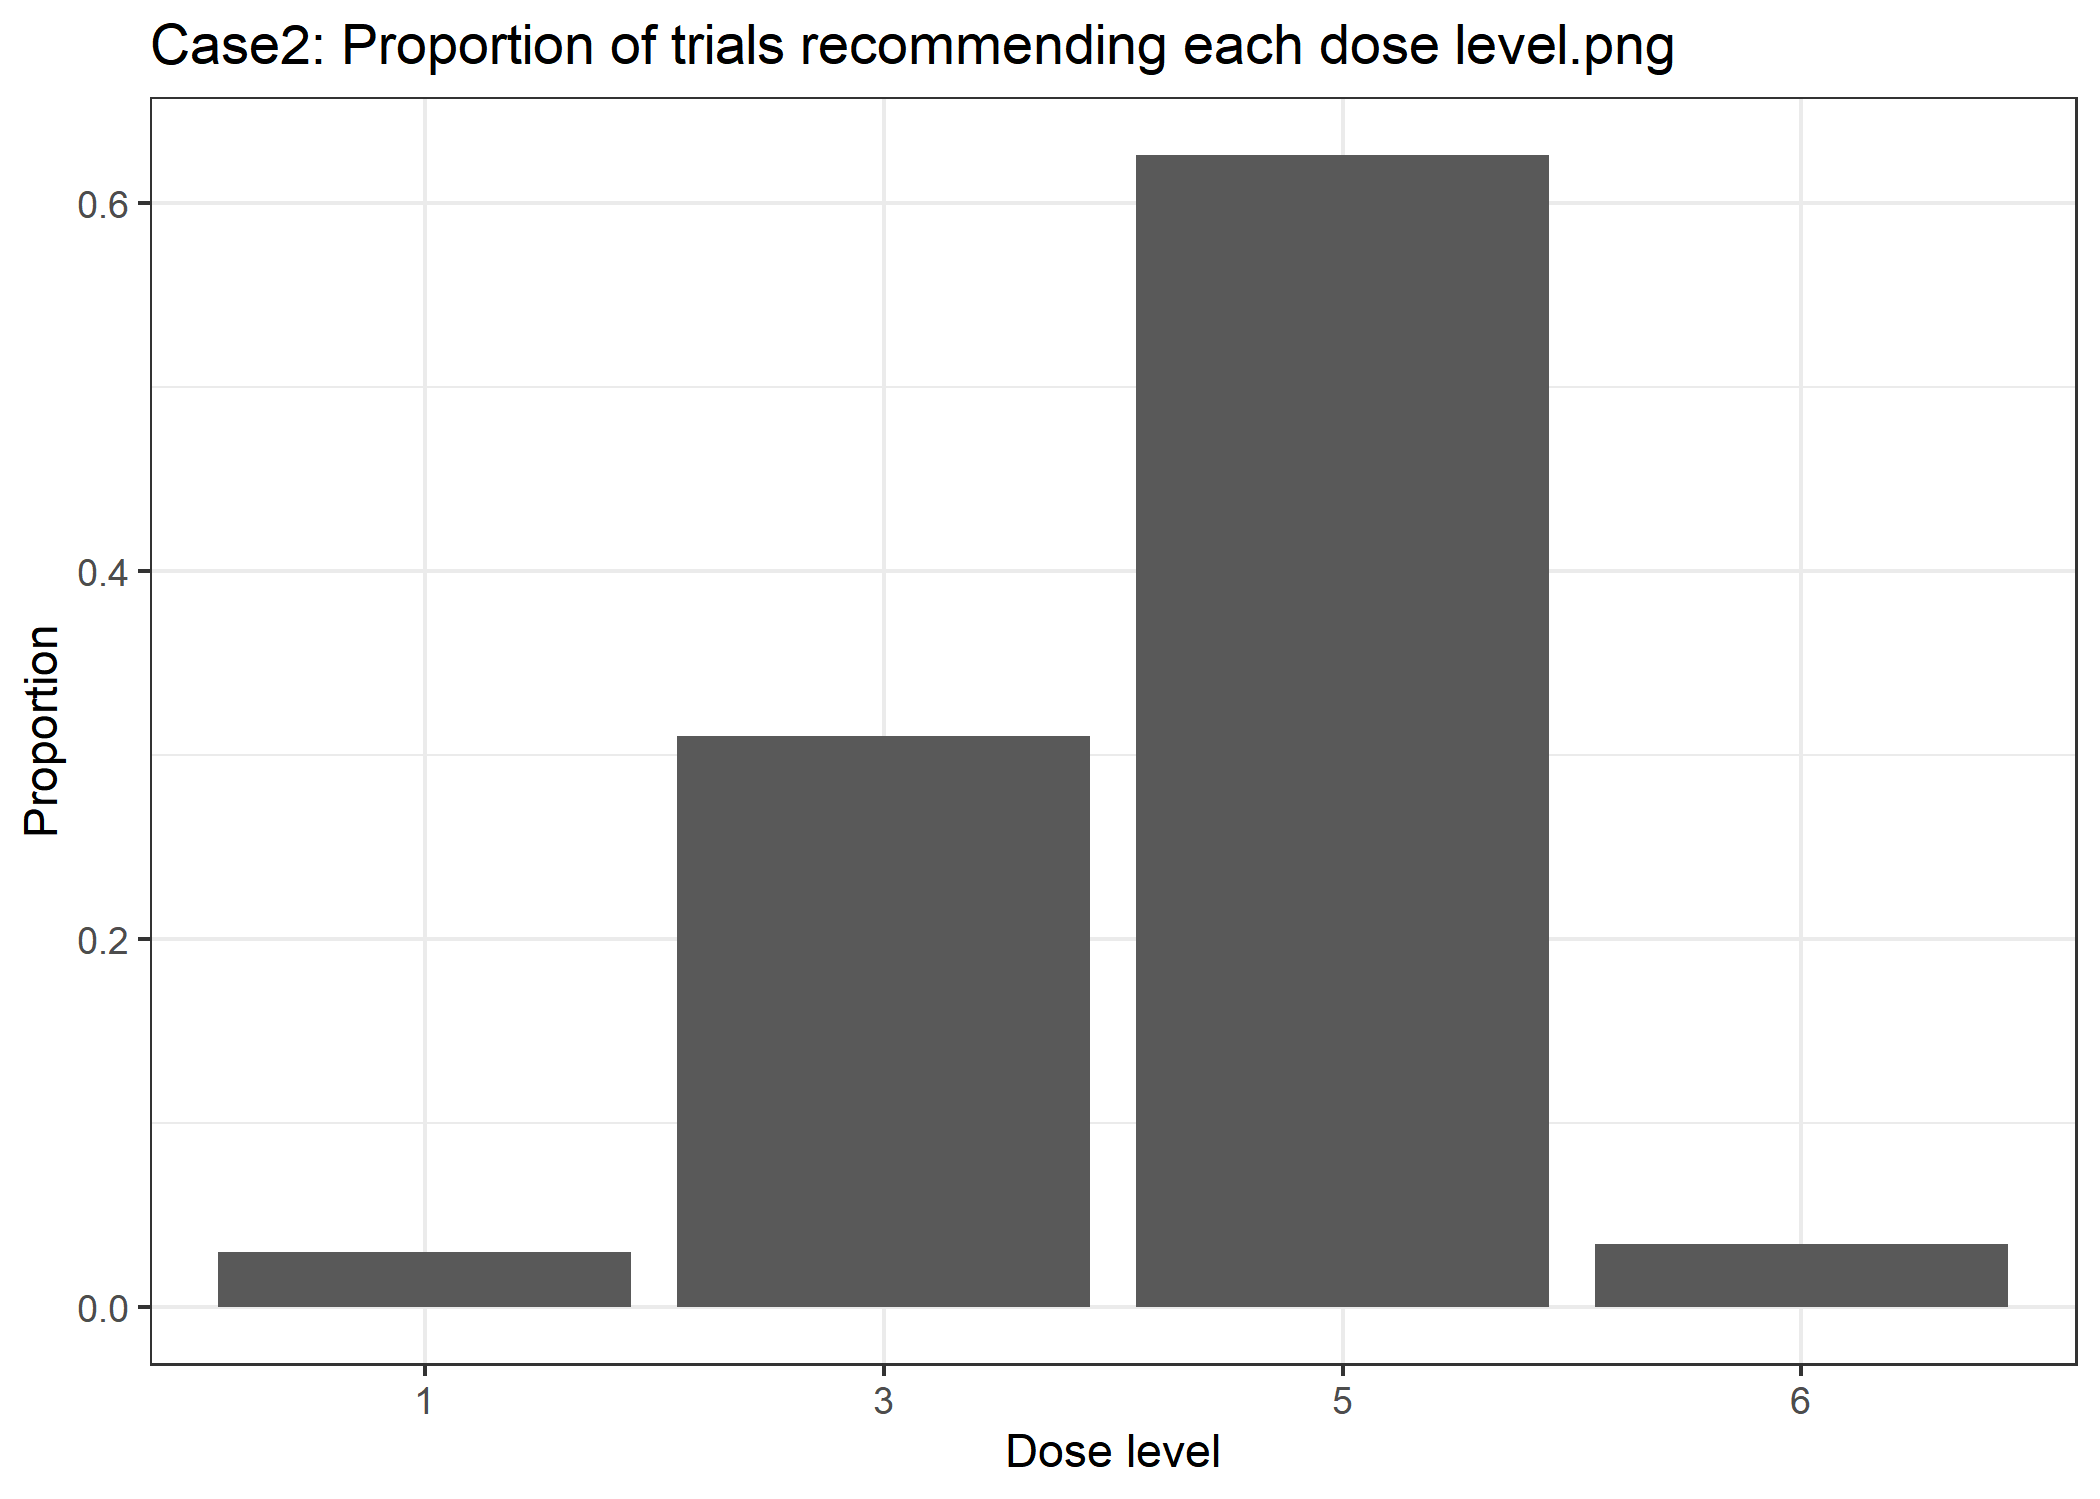 Case2: Proportion of trials recommending each dose level.png
Proportion
0.6
0.4
0.2
0.0
1 3 5 6
Dose level